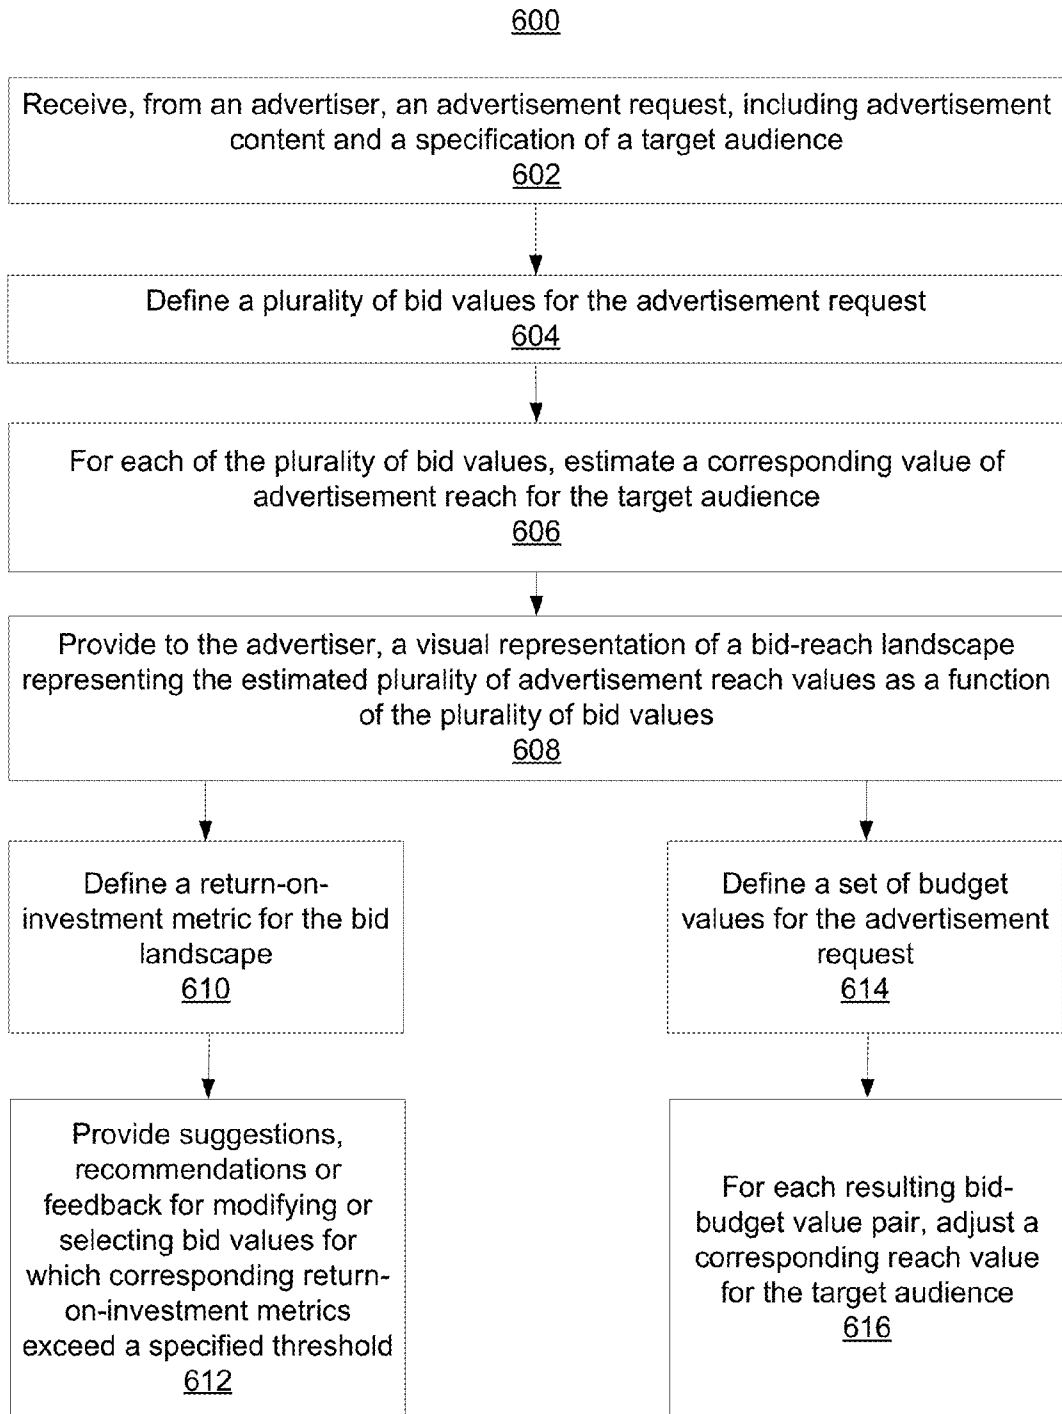 600
Receive, from an advertiser, an advertisement request, including advertisement
content and a specification of a target audience
602
Define a plurality of bid values for the advertisement request
604
For each of the plurality of bid values, estimate a corresponding value of
advertisement reach for the target audience
606
Provide to the advertiser, a visual representation of a bid-reach landscape
representing the estimated plurality of advertisement reach values as a function
of the plurality of bid values
608
Define a return-on-
investment metric for the bid
landscape
610
Provide suggestions,
recommendations or
feedback for modifying or
selecting bid values for
which corresponding return-
on-investment metrics
exceed a specified threshold
612
Define a set of budget
values for the advertisement
request
614
For each resulting bid-
budget value pair, adjust a
corresponding reach value
for the target audience
616